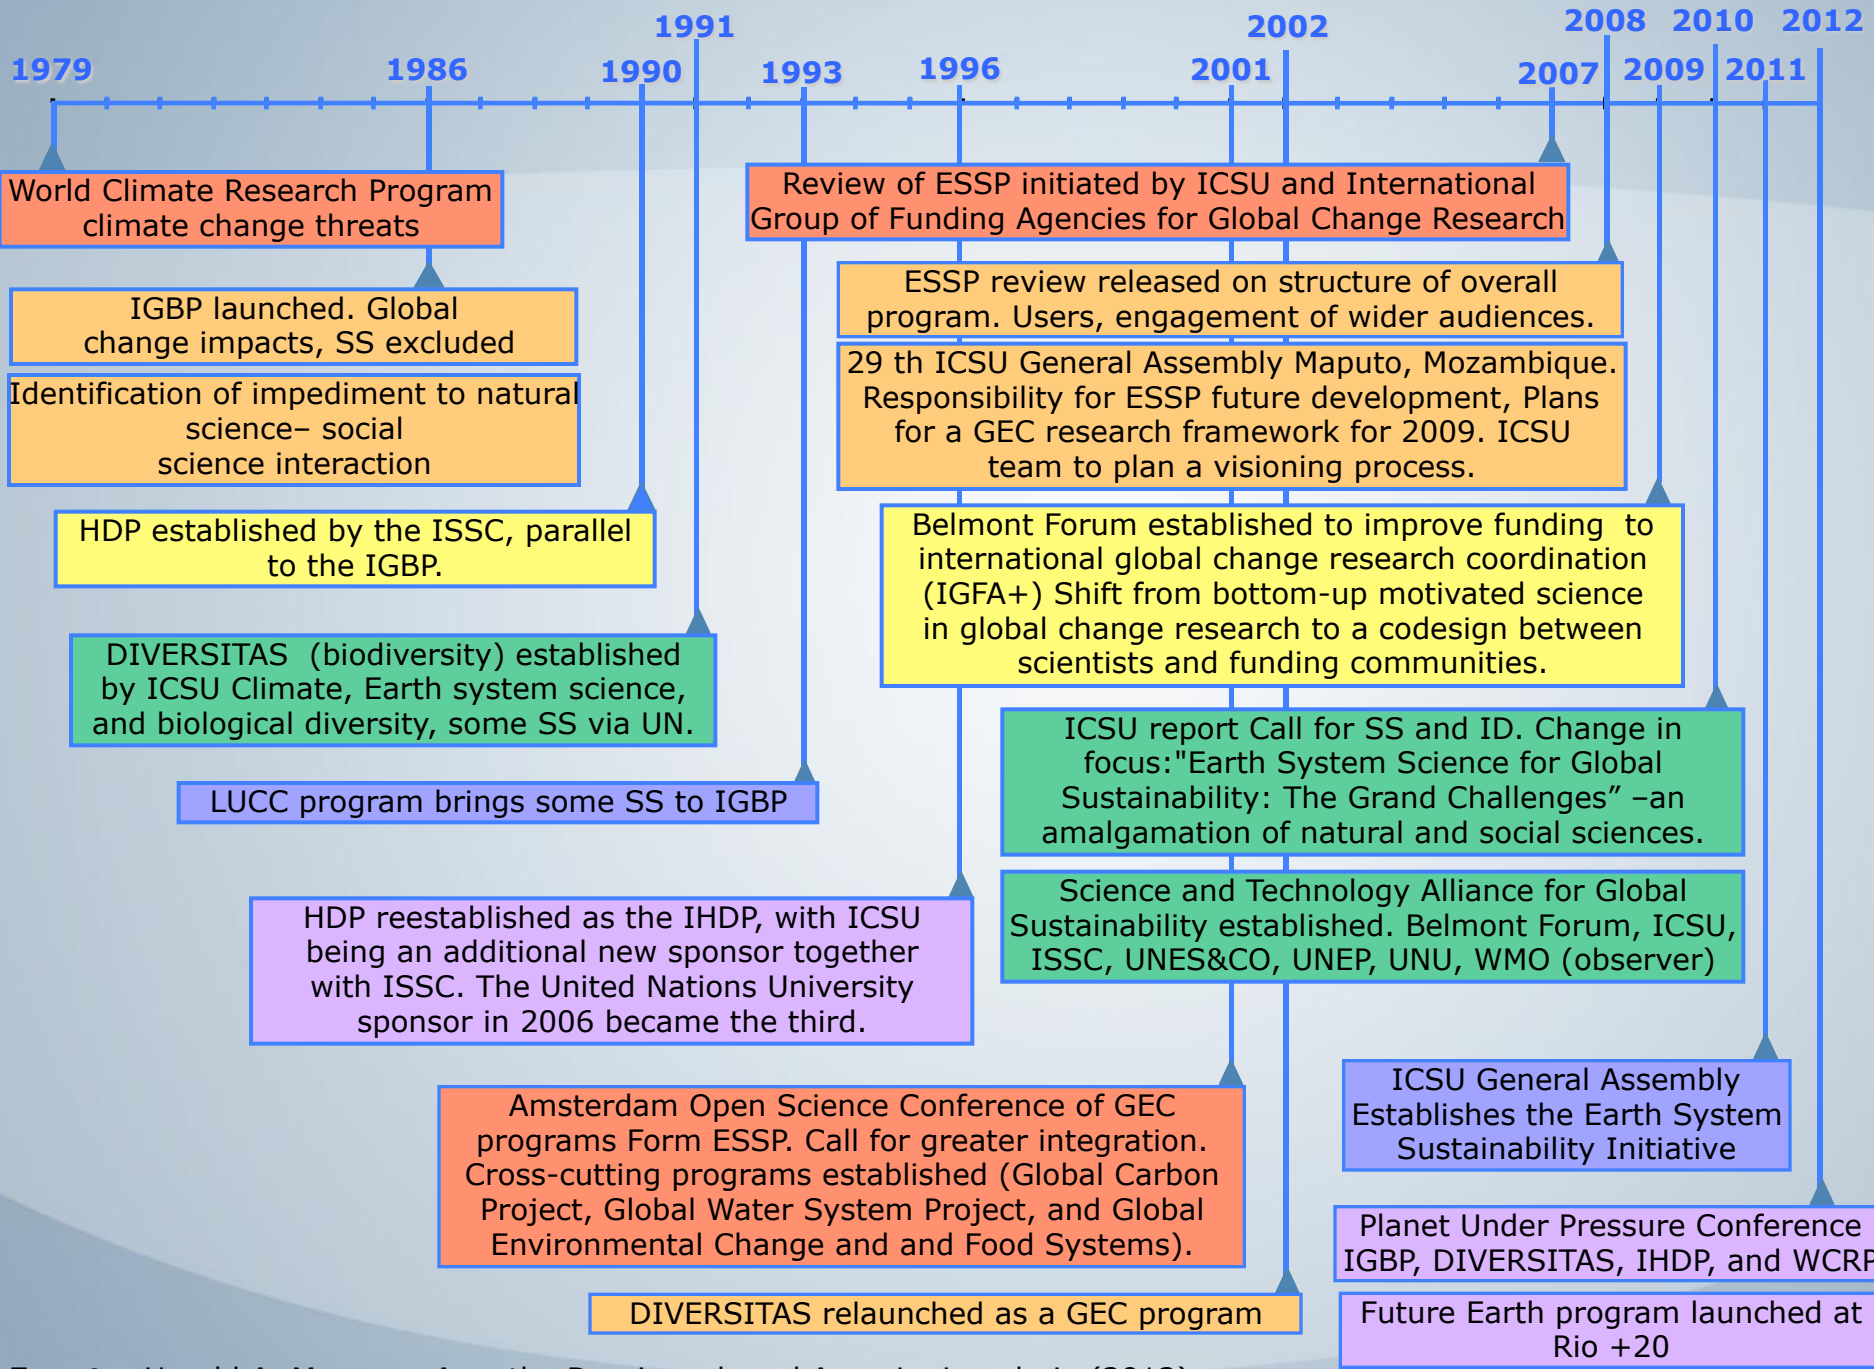 1979
1986
1990
1991
1993
1996
2001
2002
2007
2008
2009
2010
2011
2012
World Climate Research Program
climate change threats
IGBP launched. Global
change impacts, SS excluded
Identification of impediment to natural
science– social
science interaction
HDP established by the ISSC, parallel
to the IGBP.
DIVERSITAS (biodiversity) established
by ICSU Climate, Earth system science,
and biological diversity, some SS via UN.
LUCC program brings some SS to IGBP
HDP reestablished as the IHDP, with ICSU
being an additional new sponsor together
with ISSC. The United Nations University
sponsor in 2006 became the third.
Amsterdam Open Science Conference of GEC
programs Form ESSP. Call for greater integration.
Cross-cutting programs established (Global Carbon
Project, Global Water System Project, and Global
Environmental Change and and Food Systems).
DIVERSITAS relaunched as a GEC program
Review of ESSP initiated by ICSU and International
Group of Funding Agencies for Global Change Research
ESSP review released on structure of overall
program. Users, engagement of wider audiences.
29 th ICSU General Assembly Maputo, Mozambique.
Responsibility for ESSP future development, Plans
for a GEC research framework for 2009. ICSU
team to plan a visioning process.
Belmont Forum established to improve funding to
international global change research coordination
(IGFA+) Shift from bottom-up motivated science
in global change research to a codesign between
scientists and funding communities.
ICSU report Call for SS and ID. Change in
focus:"Earth System Science for Global
Sustainability: The Grand Challenges” –an
amalgamation of natural and social sciences.
Science and Technology Alliance for Global
Sustainability established. Belmont Forum, ICSU,
ISSC, UNES&CO, UNEP, UNU, WMO (observer)
ICSU General Assembly
Establishes the Earth System
Sustainability Initiative
Planet Under Pressure Conference
IGBP, DIVERSITAS, IHDP, and WCRP
Future Earth program launched at
Rio +20